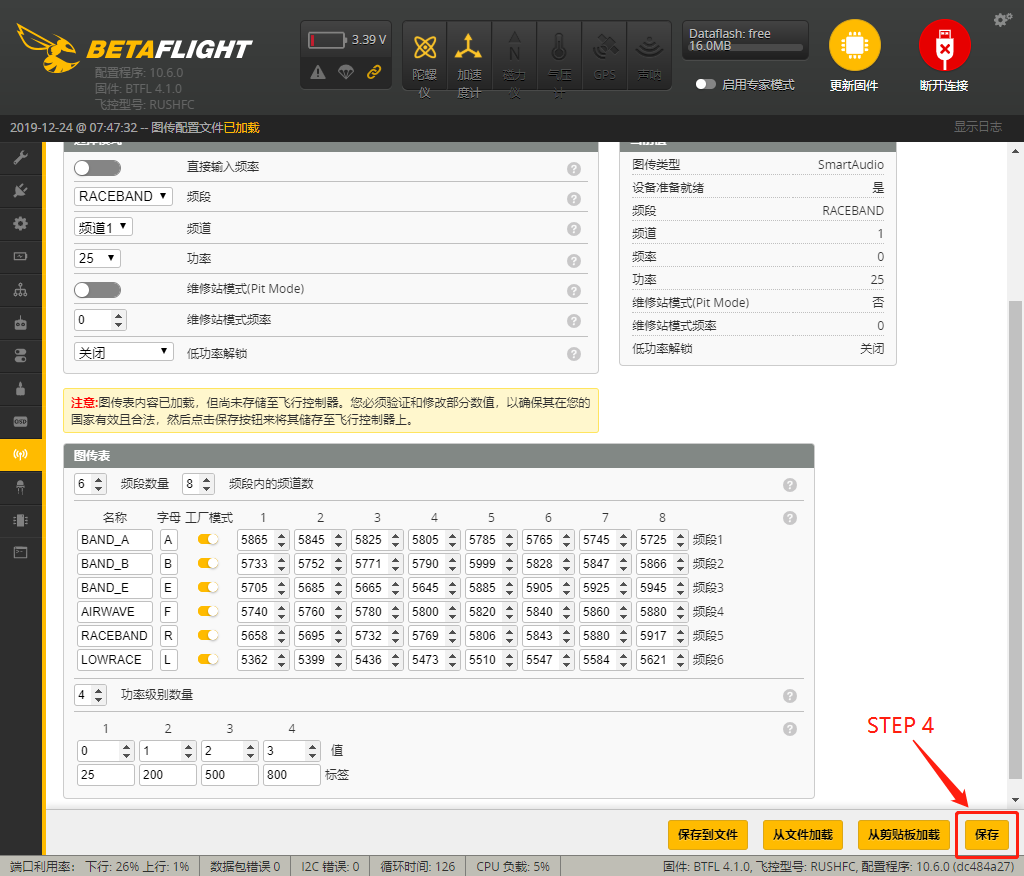 BETAFLIGHT
配置程序: 10.6.0
固件: BTFL 4.1.0
飞控型号: RUSHFC
3.39 V
陀螺仪
加速度计
磁力仪
气压计
GPS
声呐
Dataflash: free
16.0MB
启用专家模式
更新固件
断开连接
2019-12-24 @ 07:47:32 -- 图传配置文件已加载
显示日志
直接输入频率
RACEBAND 频段
频道1 频道
25 功率
维修站模式(Pit Mode)
0 维修站模式频率
关闭 低功率解锁
图传类型 SmartAudio
设备准备就绪 是
频段 RACEBAND
频道 1
频率 0
功率 25
维修站模式(Pit Mode) 否
维修站模式频率 0
低功率解锁 关闭
注意:图传表内容已加载，但尚未存储至飞行控制器。您必须验证和修改部分数值，以确保其在您的
国家有效且合法，然后点击保存按钮来将其储存至飞行控制器上。
图传表
6 频段数量 8 频段内的频道数
名称 字母 工厂模式 1 2 3 4 5 6 7 8
BAND_A A 5865 5845 5825 5805 5785 5765 5745 5725 频段1
BAND_B B 5733 5752 5771 5790 5999 5828 5847 5866 频段2
BAND_E E 5705 5685 5665 5645 5885 5905 5925 5945 频段3
AIRWAVE F 5740 5760 5780 5800 5820 5840 5860 5880 频段4
RACEBAND R 5658 5695 5732 5769 5806 5843 5880 5917 频段5
LOWRACE L 5362 5399 5436 5473 5510 5547 5584 5621 频段6
4 功率级别数量
1 2 3 4
0 1 2 3 值
25 200 500 800 标签
STEP 4
保存到文件
从文件加载
从剪贴板加载
保存
OSD
端口利用率: 下行: 26% 上行: 1%
数据包错误 0
I2C 错误: 0
循环时间: 126
CPU 负载: 5%
固件: BTFL 4.1.0, 飞控型号: RUSHFC, 配置程序: 10.6.0 (dc484a27)